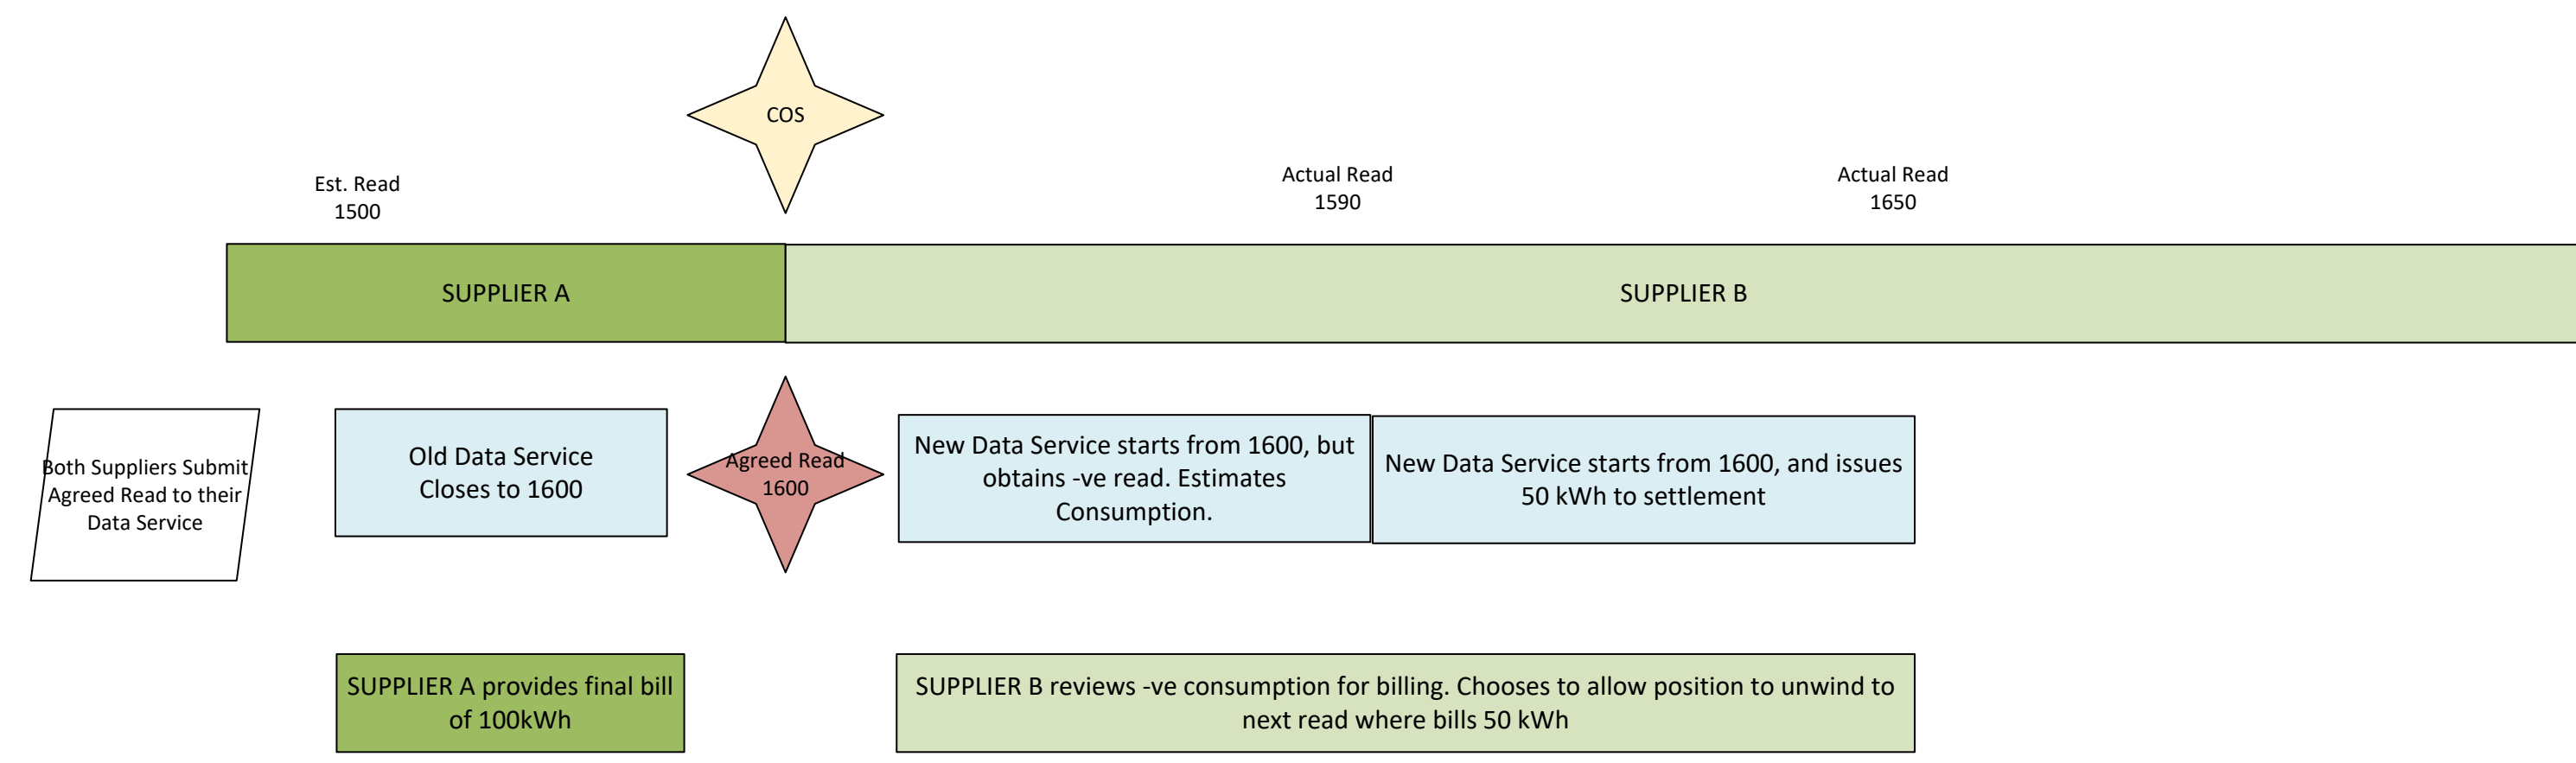 COS
Est. Read
1500
Actual Read
1590
Actual Read
1650
SUPPLIER A
SUPPLIER B
Both Suppliers Submit
Agreed Read to their
Data Service
Old Data Service
Closes to 1600
Agreed Read
1600
New Data Service starts from 1600, but
obtains -ve read. Estimates
Consumption.
New Data Service starts from 1600, and issues
50 kWh to settlement
SUPPLIER A provides final bill
of 100kWh
SUPPLIER B reviews -ve consumption for billing. Chooses to allow position to unwind to
next read where bills 50 kWh